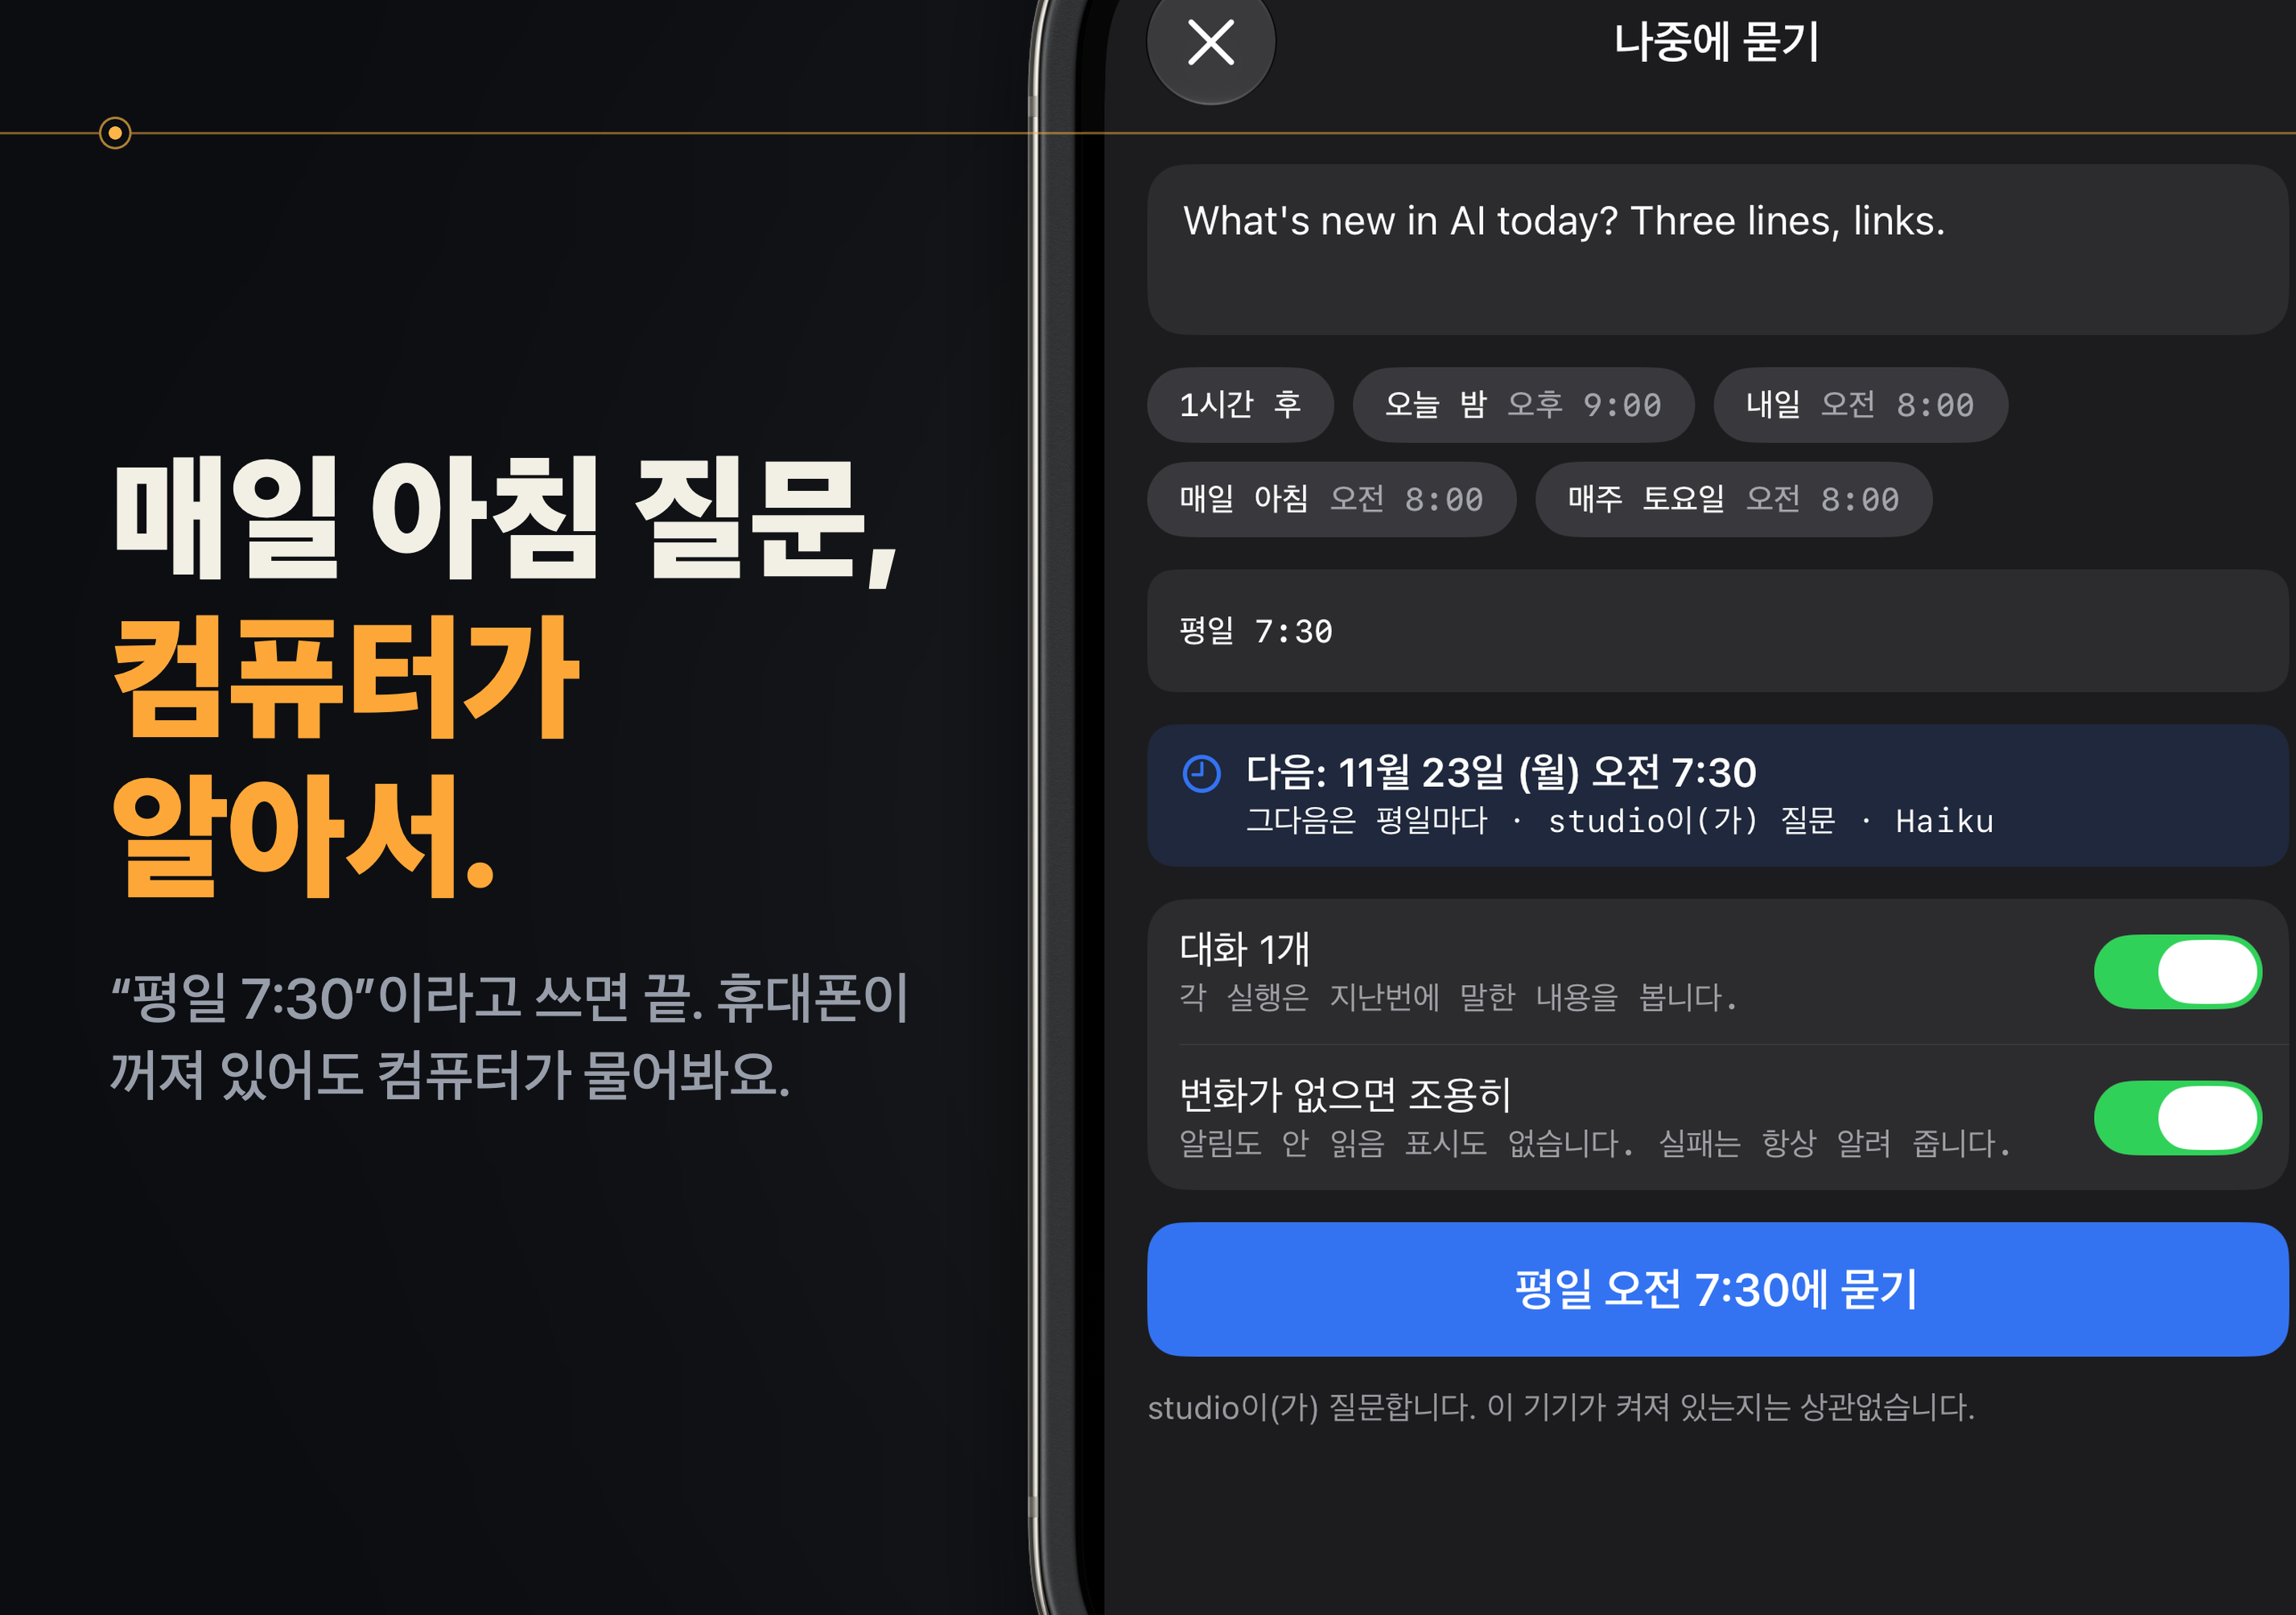 매일 아침 질문,
컴퓨터가
알아서.
“평일 7:30”이라고 쓰면 끝. 휴대폰이
꺼져 있어도 컴퓨터가 물어봐요.
나중에 묻기
What's new in AI today? Three lines, links.
1시간 후
오늘 밤 오후 9:00
내일 오전 8:00
매일 아침 오전 8:00
매주 토요일 오전 8:00
평일 7:30
다음: 11월 23일 (월) 오전 7:30
그다음은 평일마다 · studio이(가) 질문 · Haiku
대화 1개
각 실행은 지난번에 말한 내용을 봅니다.
변화가 없으면 조용히
알림도 안 읽음 표시도 없습니다. 실패는 항상 알려 줍니다.
평일 오전 7:30에 묻기
studio이(가) 질문합니다. 이 기기가 켜져 있는지는 상관없습니다.